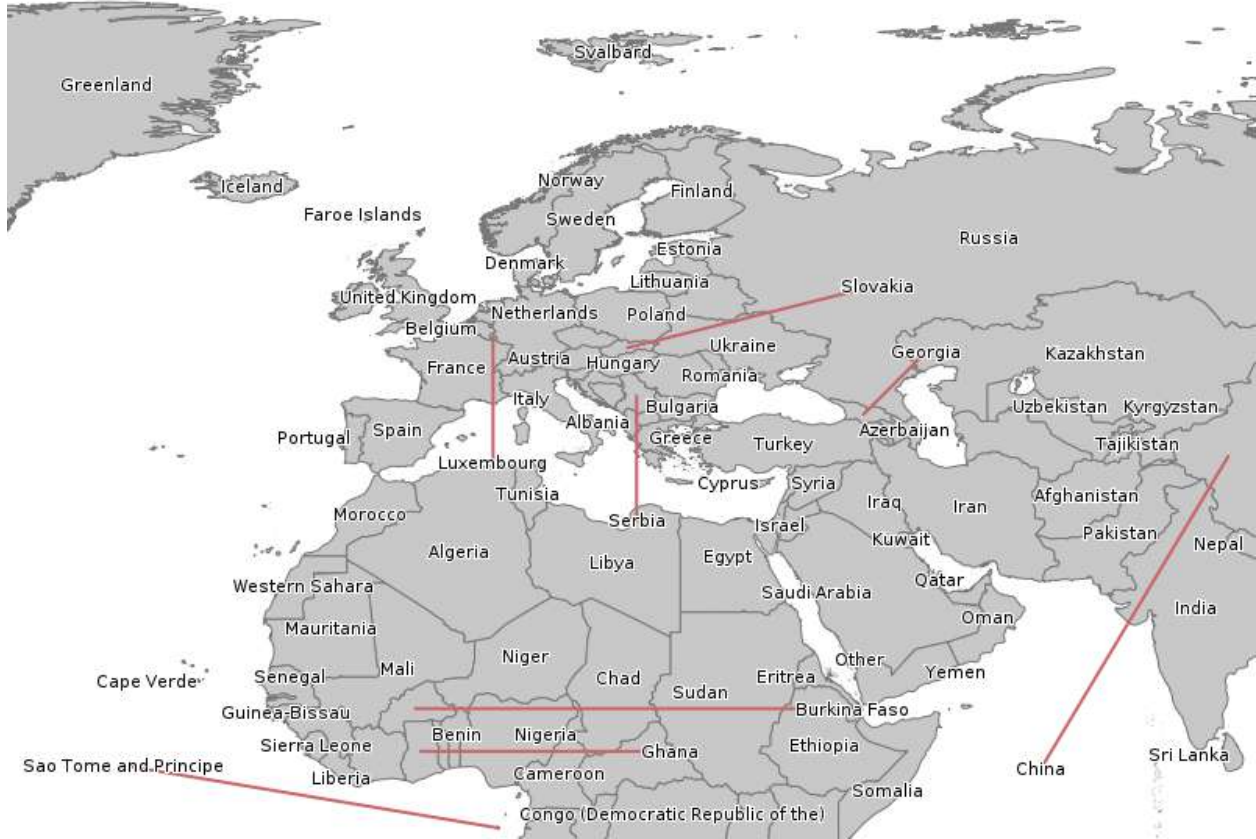 Svalbard
Greenland
Norway
Iceland
Finland
Faroe Islands
Sweden
Russia
Estonia
Denmark
Lithuania
Slovakia
United Kingdom
Netherlands
Poland
Belgium
Ukraine
Georgia
Kazakhstan
Austria
Hungary
France
Romania
Italy
Bulgaria
Uzbekistan
Kyrgyzstan
Albania
Spain
Portugal
Greece
Turkey
Azerbaijan
Tajikistan
Luxembourg
Cyprus
Syria
Tunisia
Afghanistan
Iraq
Iran
Morocco
Serbia
Israel
Pakistan
Kuwait
Nepal
Algeria
Libya
Egypt
Qatar
Western Sahara
Saudi Arabia
India
Oman
Mauritania
Niger
Other
Mali
Yemen
Senegal
Chad
Eritrea
Cape Verde
Sudan
Burkina Faso
Guinea-Bissau
Benin
Nigeria
Sierra Leone
Ethiopia
Ghana
Sri Lanka
Sao Tome and Principe
China
Liberia
Cameroon
Somalia
Congo (Democratic Republic of the)